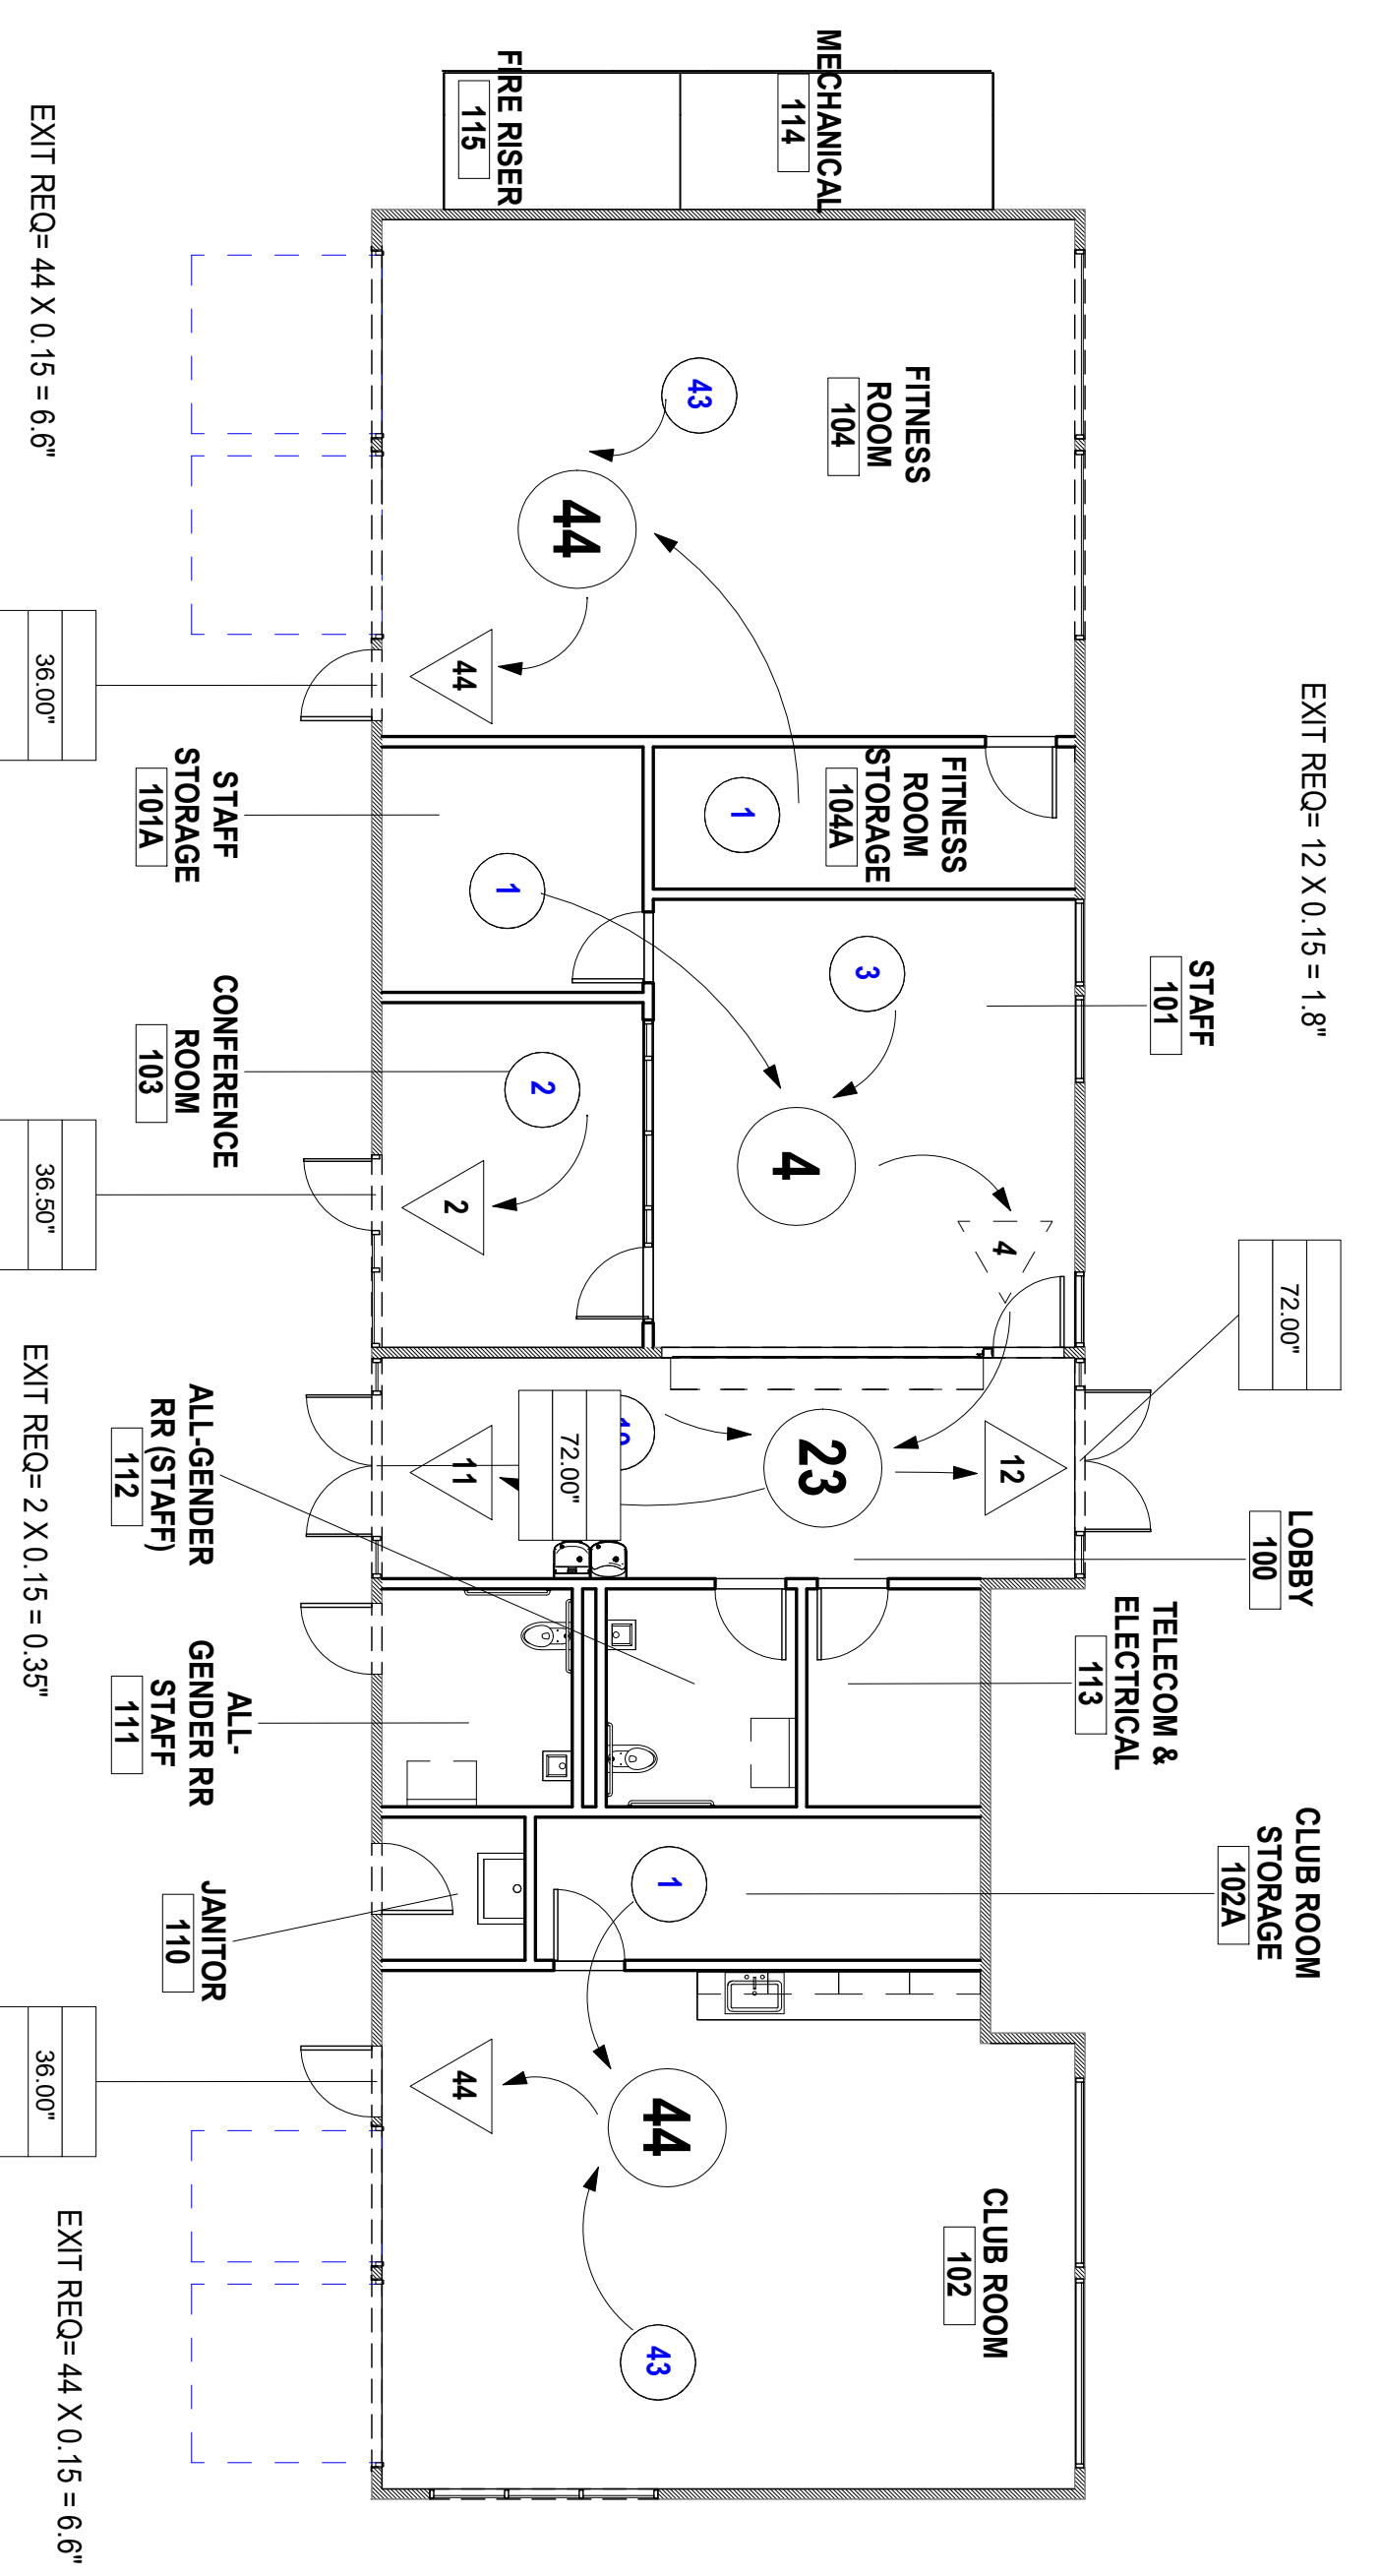 72.00"
EXIT REQ= 12 X 0.15 = 1.8"
CLUB ROOM
STORAGE
102A
LOBBY
100
STAFF
101
TELECOM &
ELECTRICAL
113
MECHANICAL
114
FITNESS
ROOM
104
FITNESS
ROOM
STORAGE
104A
CLUB ROOM
102
12
4
3
23
4
1
43
1
44
43
44
2
1
72.00"
44
2
11
44
FIRE RISER
115
STAFF
STORAGE
101A
CONFERENCE
ROOM
103
ALL-GENDER
RR (STAFF)
112
ALL-
GENDER RR
STAFF
111
JANITOR
110
36.00"
36.50"
36.00"
EXIT REQ= 44 X 0.15 = 6.6"
EXIT REQ= 2 X 0.15 = 0.35"
EXIT REQ= 44 X 0.15 = 6.6"